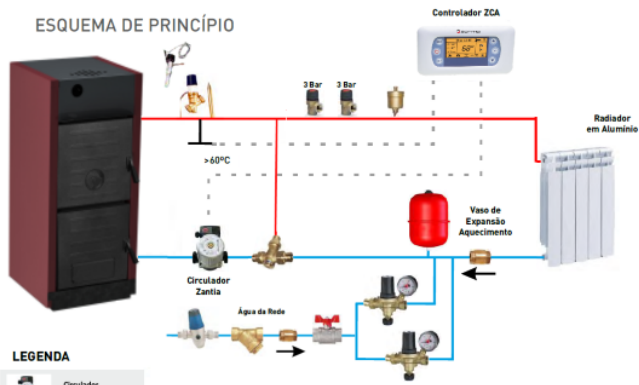 ESQUEMA DE PRINCÍPIO
Controlador ZCA
3 Bar
3 Bar
Radiador
em Alumínio
>60ºC
Vaso de
Expansão
Aquecimento
Circulador
Zantia
Água da Rede
LEGENDA
Circulador